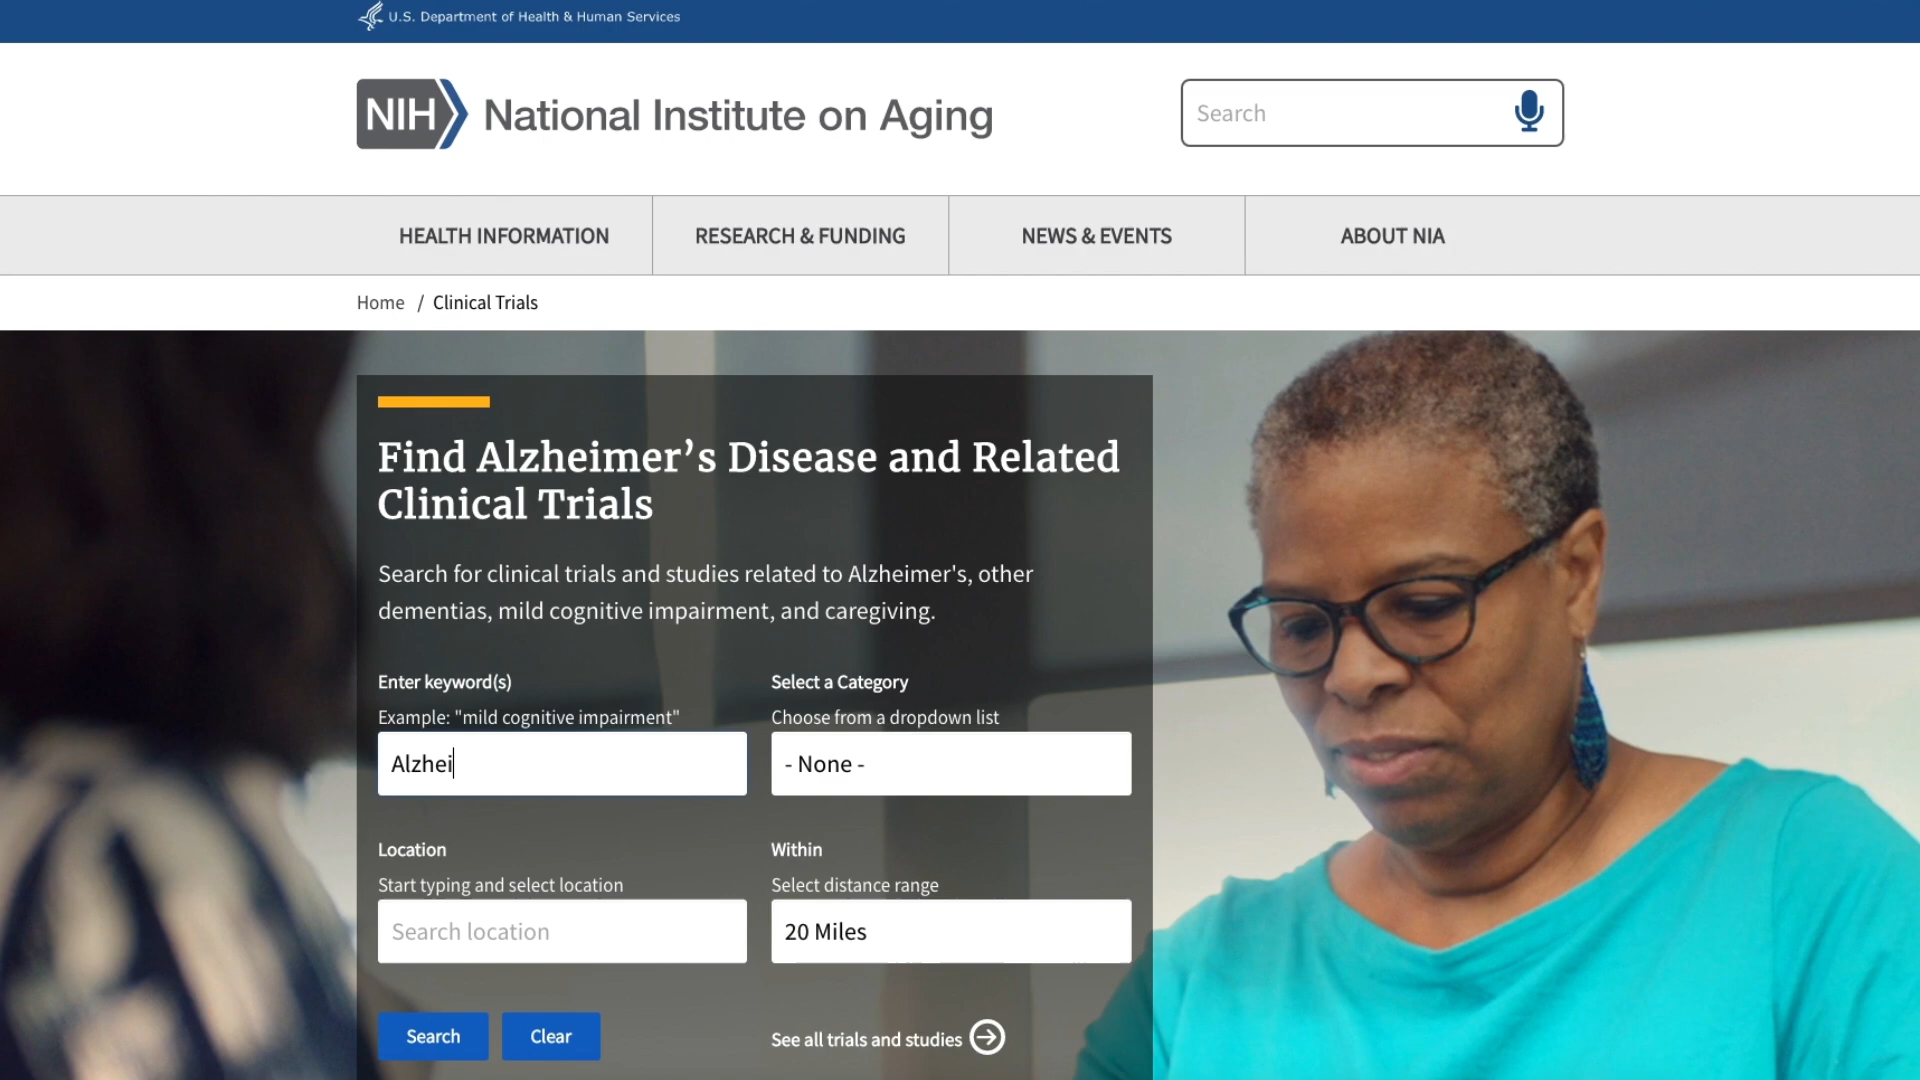 U.S. Department of Health & Human Services
NIH National Institute on Aging
Search
HEALTH INFORMATION
RESEARCH & FUNDING
NEWS & EVENTS
ABOUT NIA
Home / Clinical Trials
Find Alzheimer’s Disease and Related
Clinical Trials
Search for clinical trials and studies related to Alzheimer's, other
dementias, mild cognitive impairment, and caregiving.
Enter keyword(s)
Example: "mild cognitive impairment"
Alzhei
Select a Category
Choose from a dropdown list
- None -
Location
Start typing and select location
Search location
Within
Select distance range
20 Miles
Search
Clear
See all trials and studies